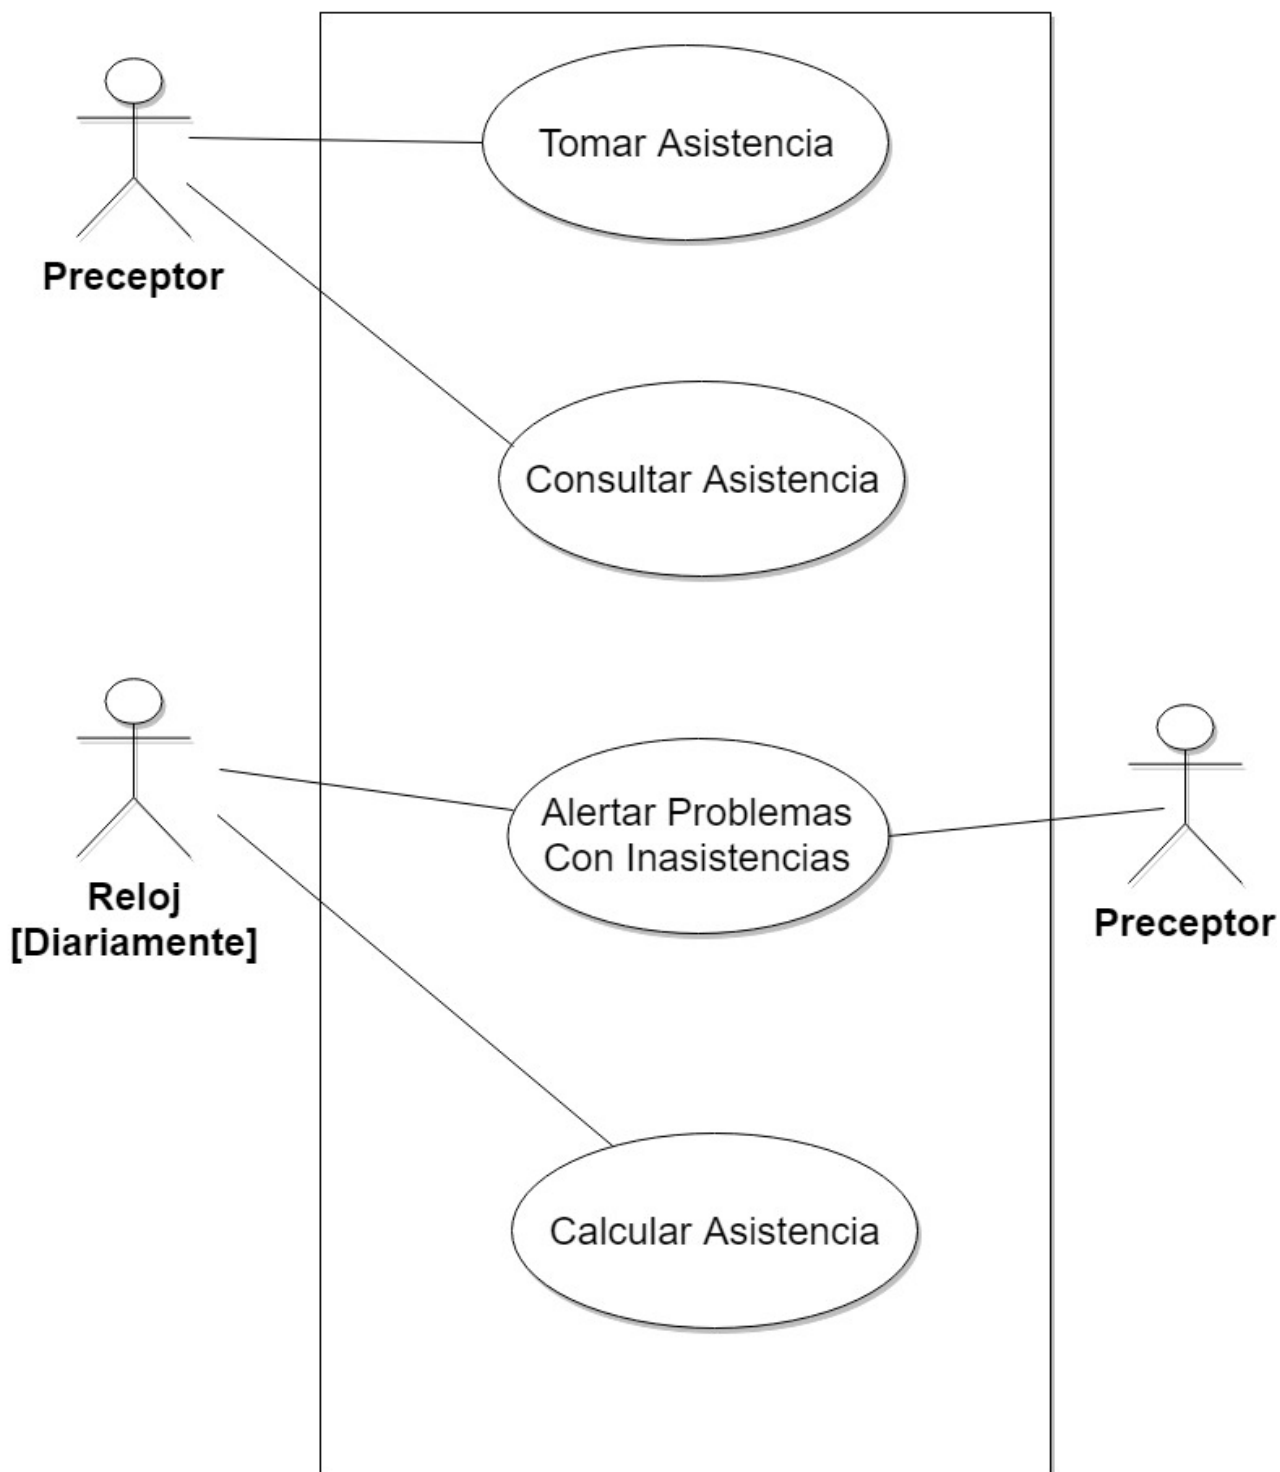 Tomar Asistencia
Preceptor
Consultar Asistencia
Alertar Problemas
Con Inasistencias
Reloj
[Diariamente]
Preceptor
Calcular Asistencia